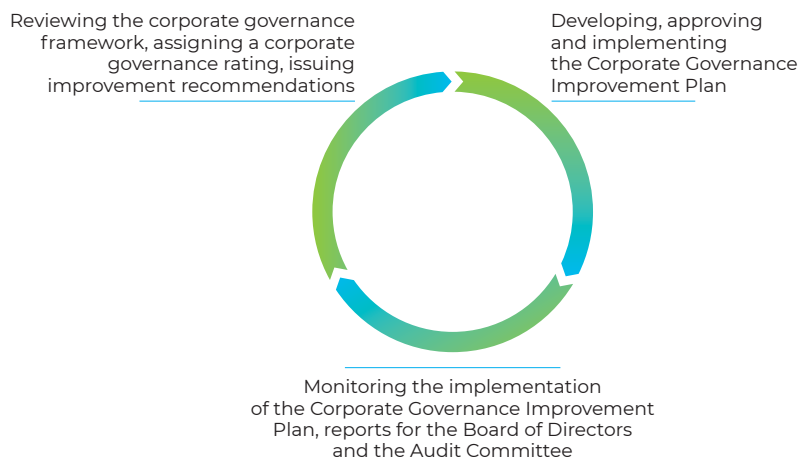 Reviewing the corporate governance
framework, assigning a corporate
governance rating, issuing
improvement recommendations
Developing, approving
and implementing
the Corporate Governance
Improvement Plan
Monitoring the implementation
of the Corporate Governance Improvement
Plan, reports for the Board of Directors
and the Audit Committee